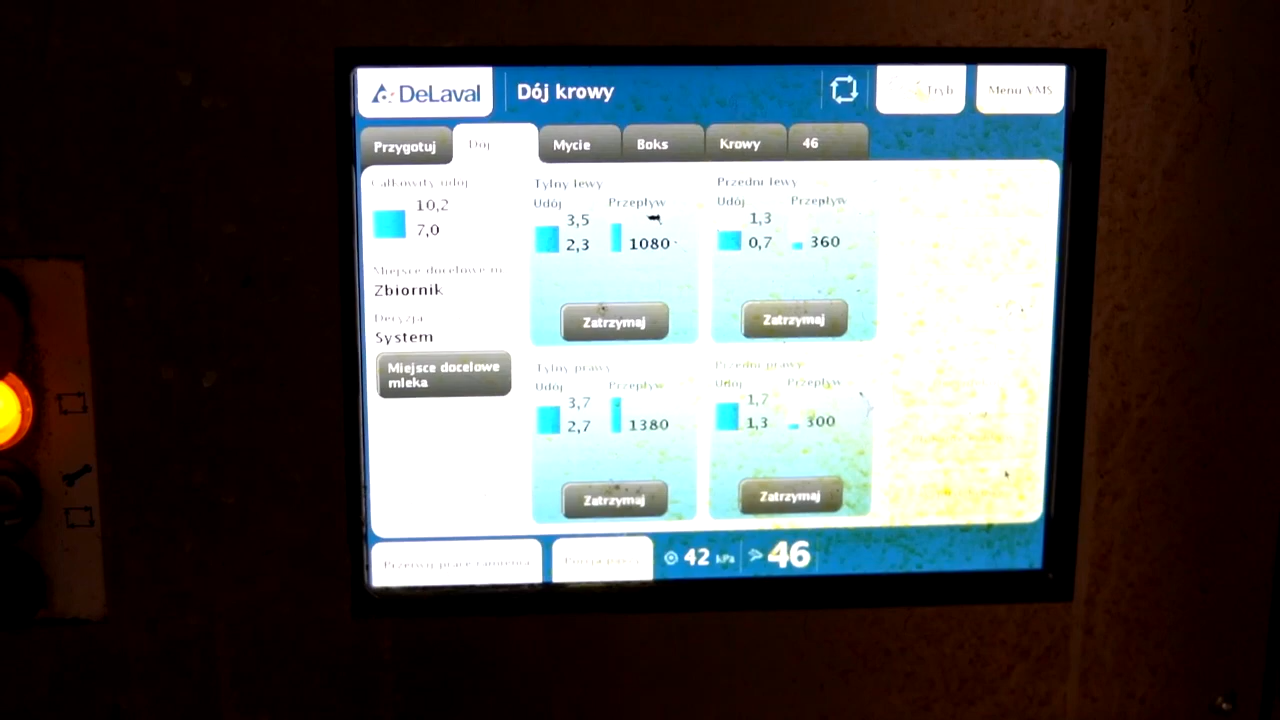 DeLaval
Dój krowy
Tryb
Menu VMS
Przygotuj
Dój
Mycie
Boks
Krowy
46
Całkowity udój
10,2
7,0
Miejsce docelowe m
Zbiornik
Decyzja
System
Miejsce docelowe
mleka
Tylny lewy
Udój Przepływ
3,5
2,3 1080
Zatrzymaj
Przedni lewy
Udój Przepływ
1,3
0,7 360
Zatrzymaj
Tylny prawy
Udój Przepływ
3,7
2,7 1380
Zatrzymaj
Przedni prawy
Udój Przepływ
1,7
1,3 300
Zatrzymaj
42 kPa
46